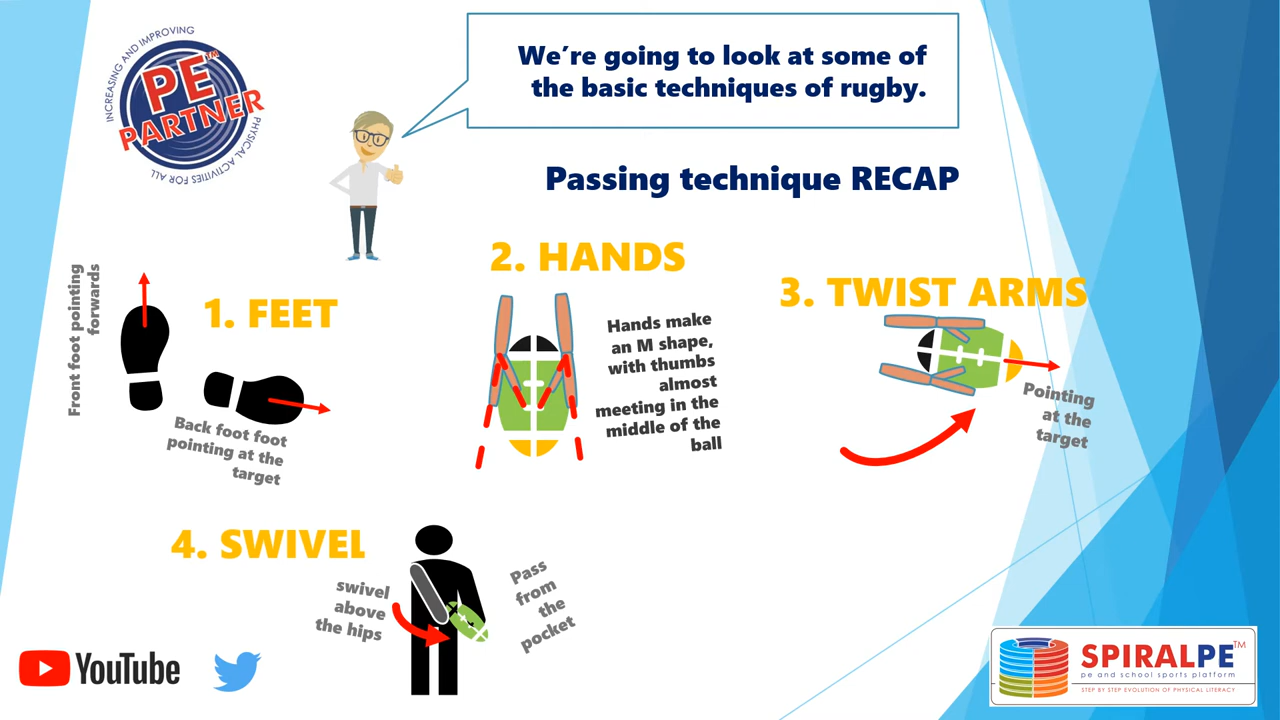 INCREASING AND IMPROVING
PE™
PARTNER
PHYSICAL ACTIVITIES FOR ALL
We’re going to look at some of
the basic techniques of rugby.
Passing technique RECAP
1. FEET
Front foot pointing
forwards
Back foot foot
pointing at the
target
2. HANDS
Hands make
an M shape,
with thumbs
almost
meeting in the
middle of the
ball
3. TWIST ARMS
Pointing
at the
target
4. SWIVEL
swivel
above
the hips
Pass
from
the
pocket
YouTube
SPIRALPE™
pe and school sports platform
STEP BY STEP EVOLUTION OF PHYSICAL LITERACY